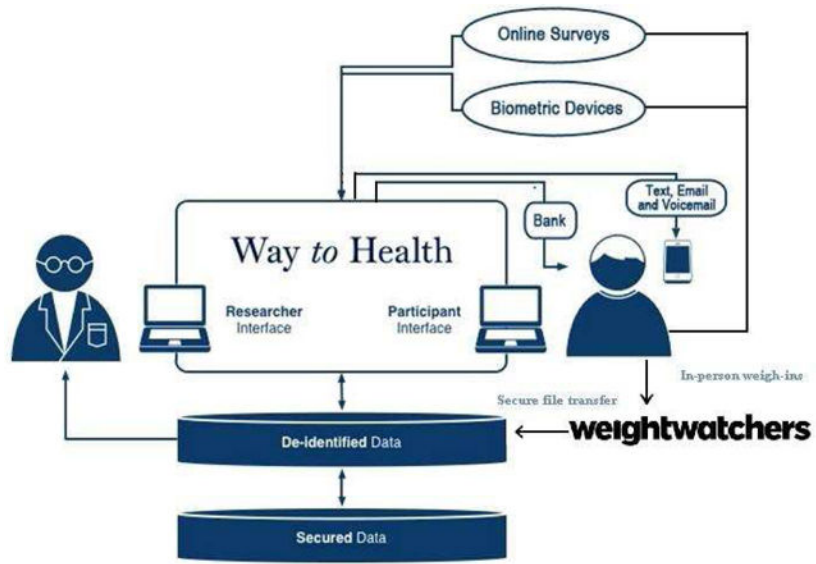 Online Surveys
Biometric Devices
Text, Email
and Voicemail
Bank
Way to Health
Researcher
Interface
Participant
Interface
In-person weigh-ins
Secure file transfer
weightwatchers
De-identified Data
Secured Data